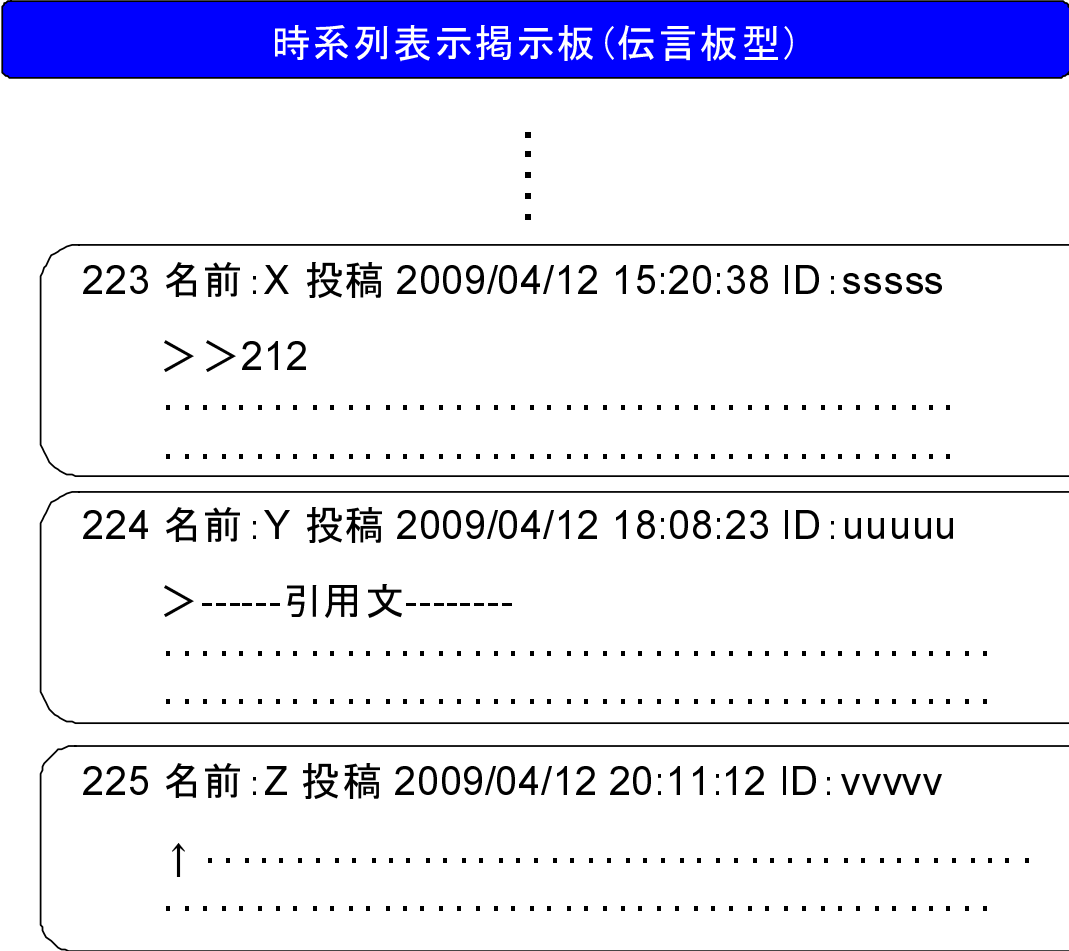 時系列表示掲示板(伝言板型)
223 名前:X 投稿 2009/04/12 15:20:38 ID:sssss
>>212
224 名前:Y 投稿 2009/04/12 18:08:23 ID:uuuuu
>------引用文--------
225 名前:Z 投稿 2009/04/12 20:11:12 ID:vvvvv
↑